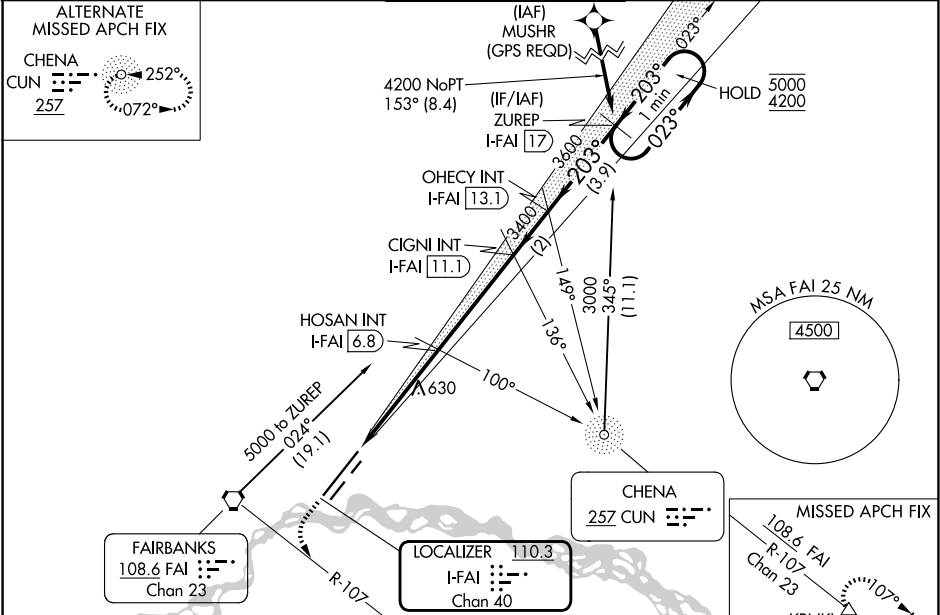 ALTERNATE
MISSED APCH FIX
CHENA
CUN
257
252°
072°
(IAF)
MUSHR
(GPS REQD)
4200 NoPT
153° (8.4)
(IF/IAF)
ZUREP
I-FAI 17
023°
203°
1 min
023°
HOLD 5000
4200
3600
203°
(3.9)
OHECY INT
I-FAI 13.1
3400
(2)
CIGNI INT
I-FAI 11.1
149°
136°
3000
345°
(11.1)
HOSAN INT
I-FAI 6.8
100°
630
MSA FAI 25 NM
4500
5000 to ZUREP
024°
(19.1)
FAIRBANKS
108.6 FAI
Chan 23
R-107
LOCALIZER 110.3
I-FAI
Chan 40
CHENA
257 CUN
MISSED APCH FIX
108.6 FAI
R-107
Chan 23
107°